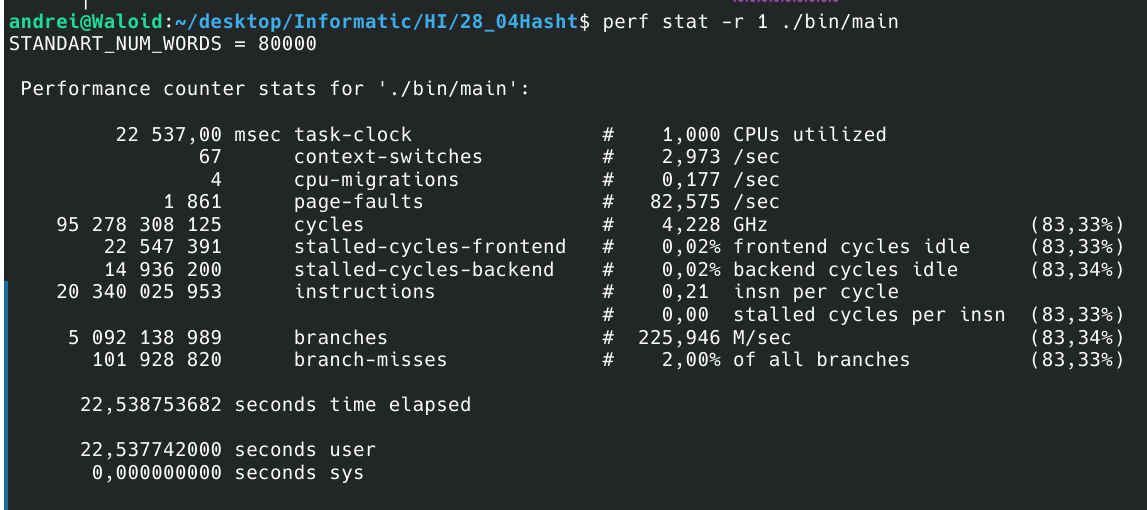 andrei@Waloid:~/desktop/Informatic/HI/28_04Hasht$ perf stat -r 1 ./bin/main
STANDART_NUM_WORDS = 80000
Performance counter stats for './bin/main':
22 537,00 msec task-clock # 1,000 CPUs utilized
67 context-switches # 2,973 /sec
4 cpu-migrations # 0,177 /sec
1 861 page-faults # 82,575 /sec
95 278 308 125 cycles # 4,228 GHz (83,33%)
22 547 391 stalled-cycles-frontend # 0,02% frontend cycles idle (83,33%)
14 936 200 stalled-cycles-backend # 0,02% backend cycles idle (83,34%)
20 340 025 953 instructions # 0,21 insn per cycle
# 0,00 stalled cycles per insn (83,33%)
5 092 138 989 branches # 225,946 M/sec (83,34%)
101 928 820 branch-misses # 2,00% of all branches (83,33%)
22,538753682 seconds time elapsed
22,537742000 seconds user
0,000000000 seconds sys